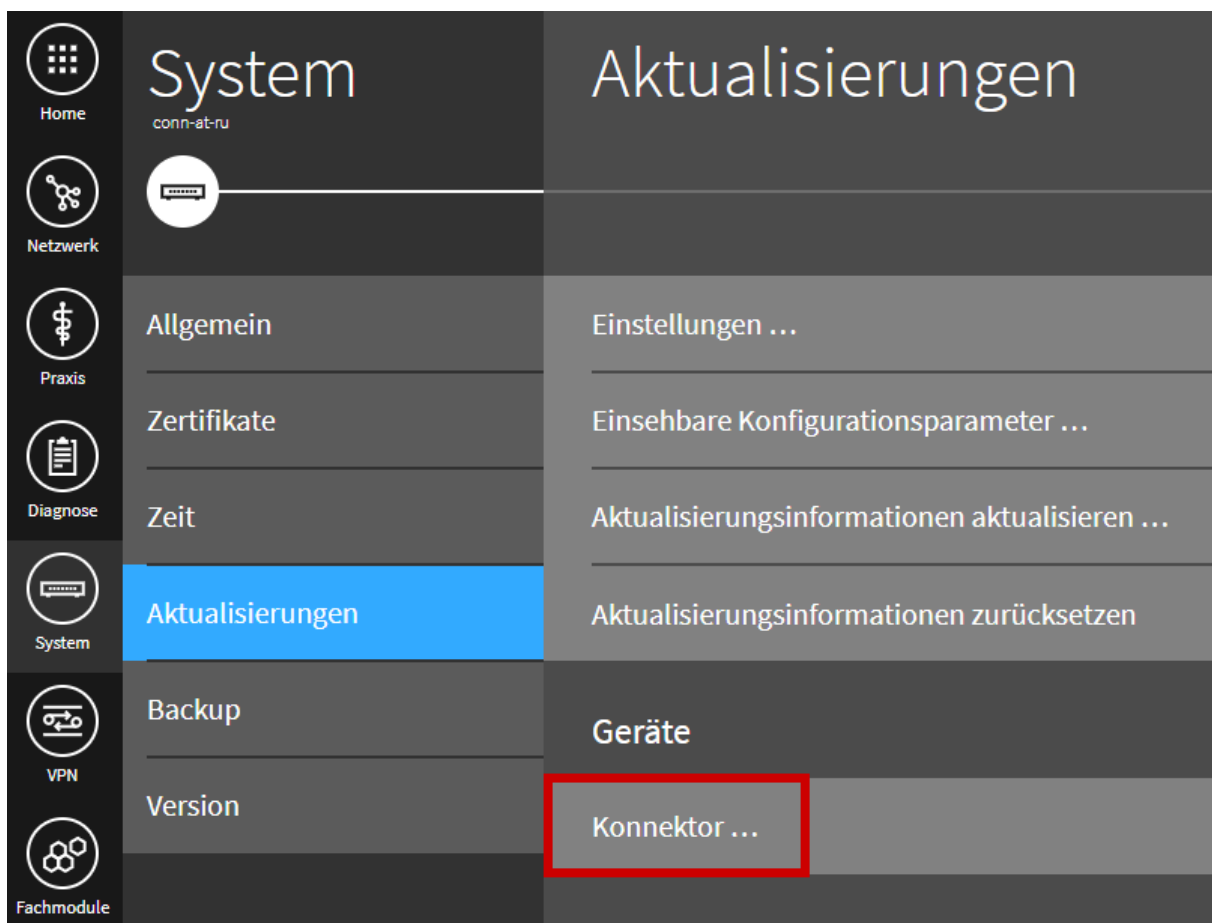 Home
Netzwerk
Praxis
Diagnose
System
VPN
Fachmodule
System
conn-at-ru
Allgemein
Zertifikate
Zeit
Aktualisierungen
Backup
Version
Aktualisierungen
Einstellungen …
Einsehbare Konfigurationsparameter …
Aktualisierungsinformationen aktualisieren …
Aktualisierungsinformationen zurücksetzen
Geräte
Konnektor …